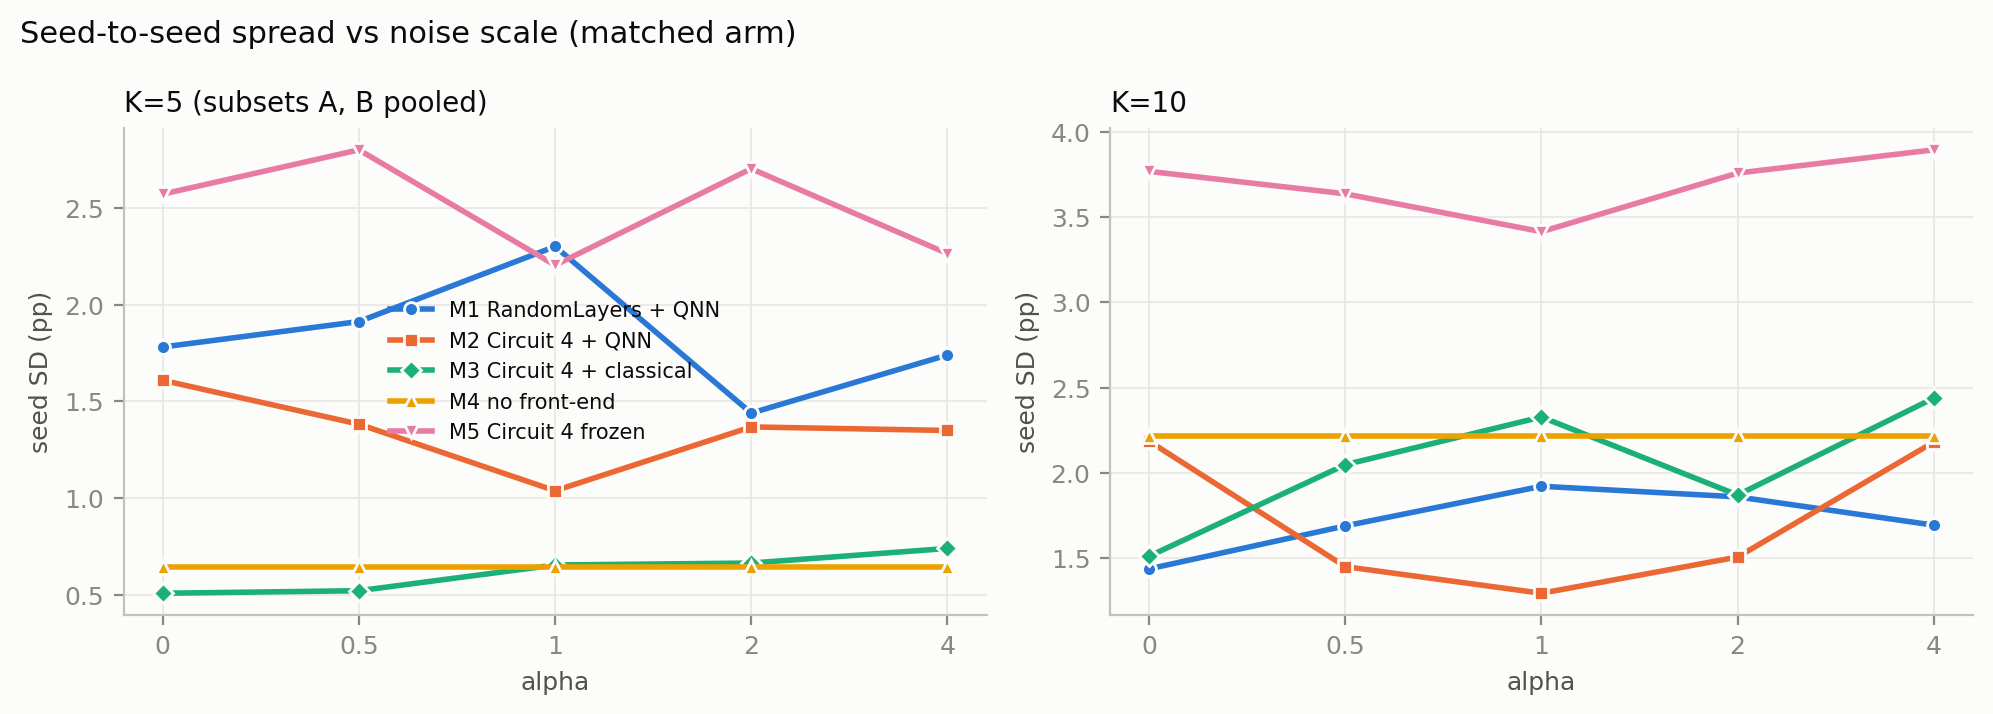 Seed-to-seed spread vs noise scale (matched arm)
K=5 (subsets A, B pooled)
seed SD (pp)
2.5
2.0
1.5
1.0
0.5
M1 RandomLayers + QNN
M2 Circuit 4 + QNN
M3 Circuit 4 + classical
M4 no front-end
M5 Circuit 4 frozen
0 0.5 1 2 4
alpha
K=10
seed SD (pp)
4.0
3.5
3.0
2.5
2.0
1.5
0 0.5 1 2 4
alpha